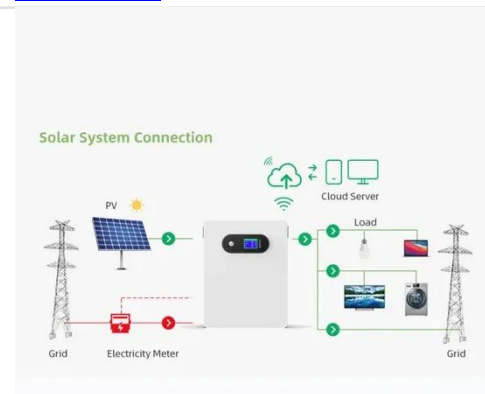 Solar System Connection
Cloud Server
PV
Load
Grid
Electricity Meter
Grid